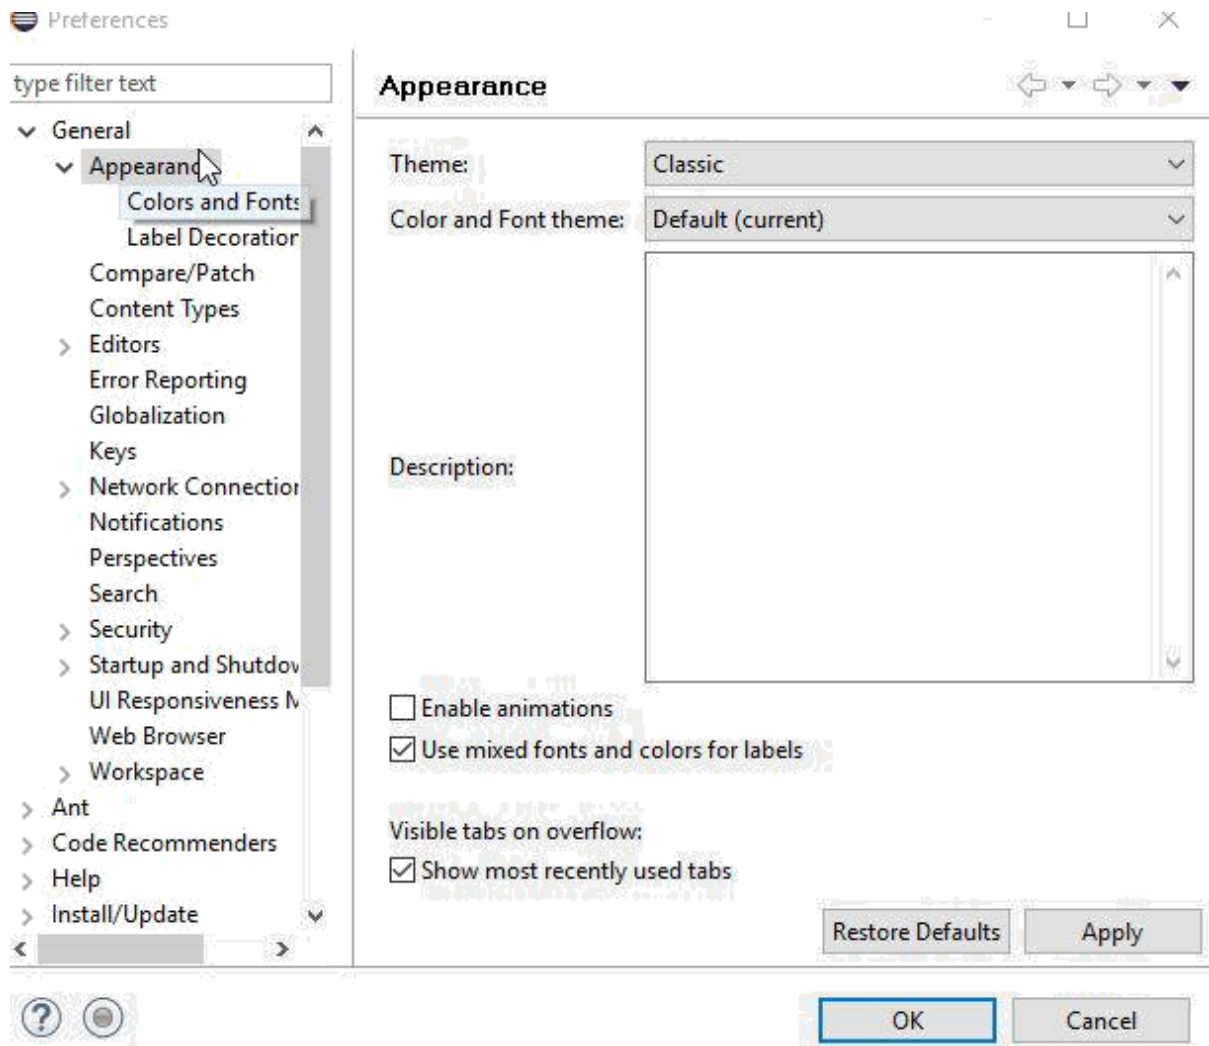 Preferences
type filter text
General
Appearanc
Colors and Fonts
Label Decoration
Compare/Patch
Content Types
Editors
Error Reporting
Globalization
Keys
Network Connection
Notifications
Perspectives
Search
Security
Startup and Shutdow
UI Responsiveness M
Web Browser
Workspace
Ant
Code Recommenders
Help
Install/Update
Appearance
Theme:
Classic
Color and Font theme:
Default (current)
Description:
Enable animations
Use mixed fonts and colors for labels
Visible tabs on overflow:
Show most recently used tabs
Restore Defaults
Apply
?
OK
Cancel